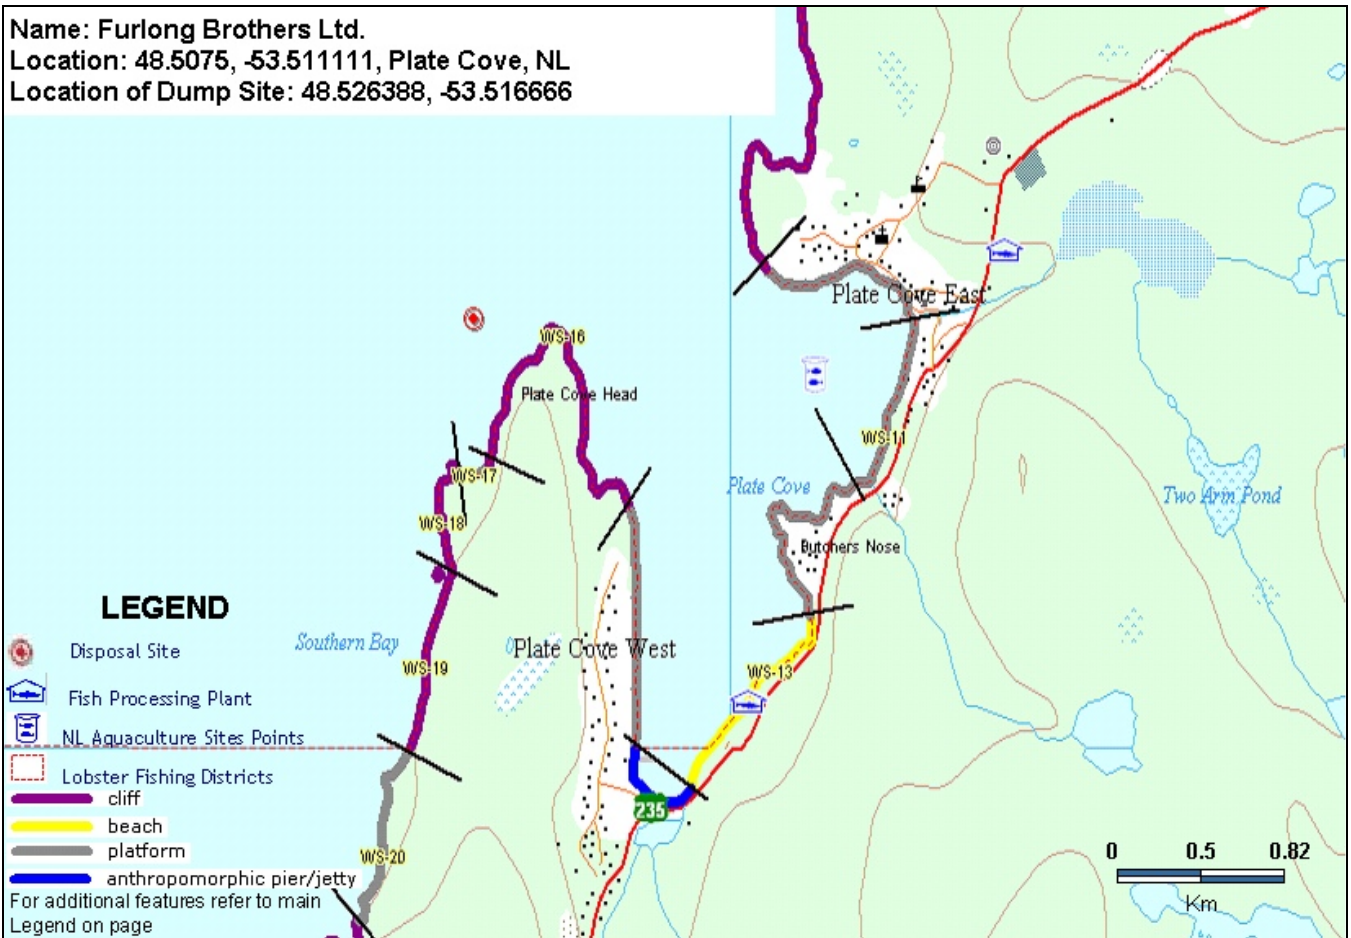 Name: Furlong Brothers Ltd.
Location: 48.5075, -53.511111, Plate Cove, NL
Location of Dump Site: 48.526388, -53.516666
Plate Cove East
WS-16
Plate Cove Head
WS-11
WS-17
Plate Cove
Two Arm Pond
WS-18
Butchers Nose
LEGEND
Southern Bay
Plate Cove West
Disposal Site
WS-19
WS-13
Fish Processing Plant
NL Aquaculture Sites Points
Lobster Fishing Districts
cliff
235
beach
platform
WS-20
0 0.5 0.82
Km
anthropomorphic pier/jetty
For additional features refer to main
Legend on page